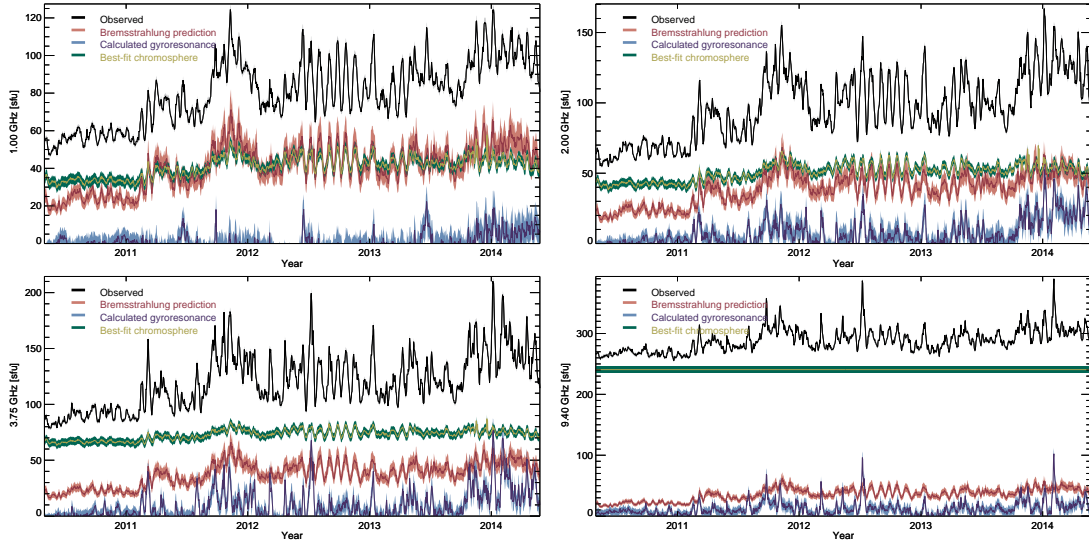 120
100
80
60
40
20
0
1.000 GHz [sfu]
Observed
Bremsstrahlung prediction
Calculated gyroresonance
Best-fit chromosphere
2011
2012
2013
2014
Year
150
100
50
0
2.000 GHz [sfu]
Observed
Bremsstrahlung prediction
Calculated gyroresonance
Best-fit chromosphere
2011
2012
2013
2014
Year
200
150
100
50
0
3.75 GHz [sfu]
Observed
Bremsstrahlung prediction
Calculated gyroresonance
Best-fit chromosphere
2011
2012
2013
2014
Year
300
200
100
0
9.40 GHz [sfu]
Observed
Bremsstrahlung prediction
Calculated gyroresonance
Best-fit chromosphere
2011
2012
2013
2014
Year